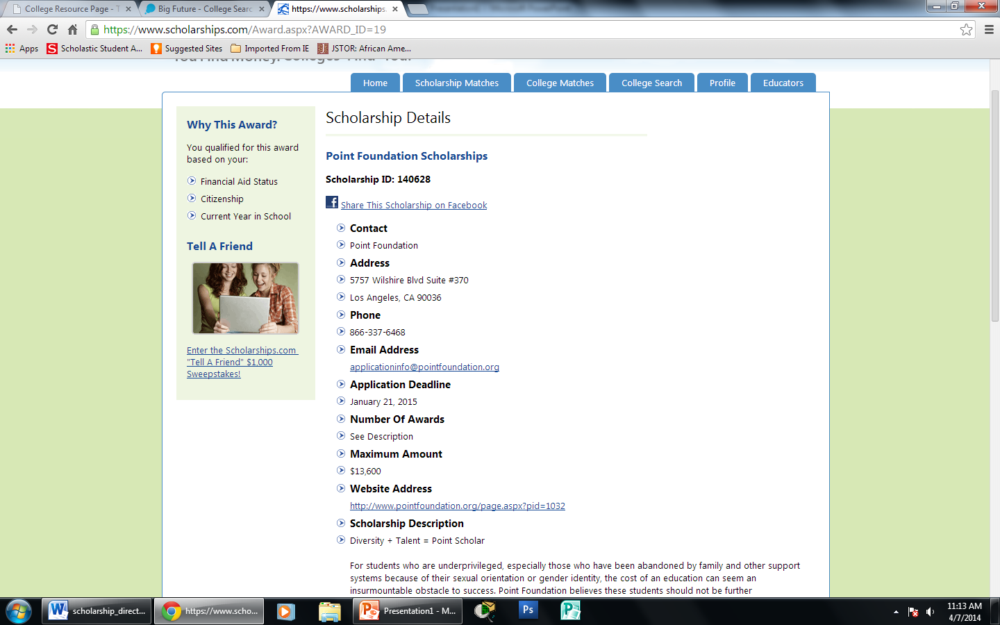 College Resource Page - T
Big Future - College Searc
https://www.scholarships.
https://www.scholarships.com/Award.aspx?AWARD_ID=19
Apps
Scholastic Student A...
Suggested Sites
Imported From IE
JSTOR: African Ame...
You Find Money. Colleges Find You.
Home
Scholarship Matches
College Matches
College Search
Profile
Educators
Why This Award?
You qualified for this award
based on your:
Financial Aid Status
Citizenship
Current Year in School
Tell A Friend
Enter the Scholarships.com
"Tell A Friend" $1,000
Sweepstakes!
Scholarship Details
Point Foundation Scholarships
Scholarship ID: 140628
Share This Scholarship on Facebook
Contact
Point Foundation
Address
5757 Wilshire Blvd Suite #370
Los Angeles, CA 90036
Phone
866-337-6468
Email Address
applicationinfo@pointfoundation.org
Application Deadline
January 21, 2015
Number Of Awards
See Description
Maximum Amount
$13,600
Website Address
http://www.pointfoundation.org/page.aspx?pid=1032
Scholarship Description
Diversity + Talent = Point Scholar
For students who are underprivileged, especially those who have been abandoned by family and other support
systems because of their sexual orientation or gender identity, the cost of an education can seem an
insurmountable obstacle to success. Point Foundation believes these students should not be further
scholarship_direct...
https://www.scho...
Presentation1 - M...
Ps
11:13 AM
4/7/2014